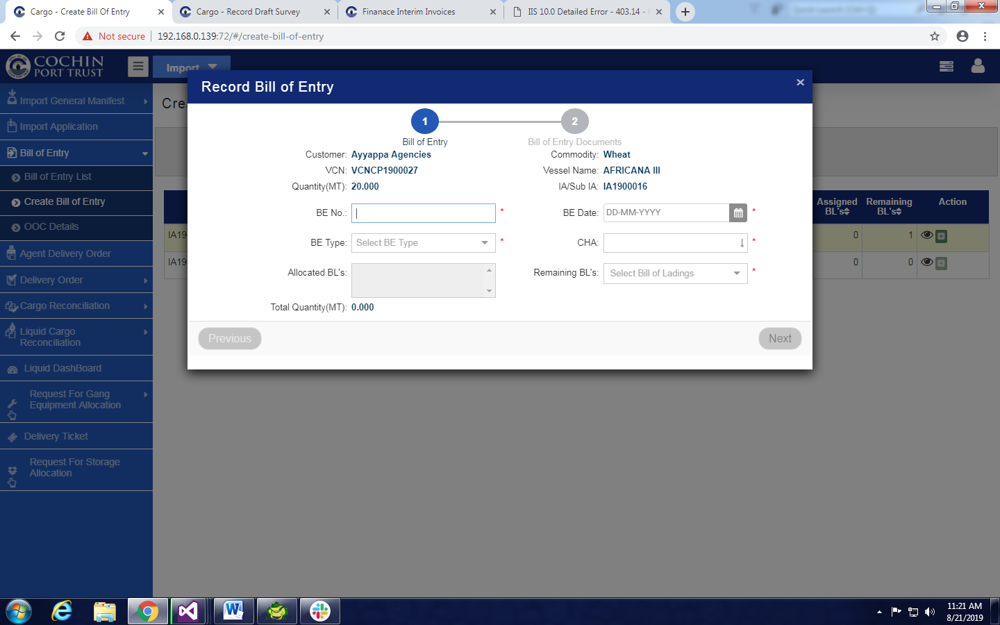 Cargo - Create Bill Of Entry
Cargo - Record Draft Survey
Finanace Interim Invoices
IIS 10.0 Detailed Error - 403.14 -
Not secure
192.168.0.139:72/#/create-bill-of-entry
COCHIN
PORT TRUST
Import
Import General Manifest
Import Application
Bill of Entry
Bill of Entry List
Create Bill of Entry
OOC Details
Agent Delivery Order
Delivery Order
Cargo Reconciliation
Liquid Cargo
Reconciliation
Liquid DashBoard
Request For Gang
Equipment Allocation
Delivery Ticket
Request For Storage
Allocation
Cre
IA19
IA19
Record Bill of Entry
×
1
2
Bill of Entry
Bill of Entry Documents
Customer: Ayyappa Agencies
Commodity: Wheat
VCN: VCNCP1900027
Vessel Name: AFRICANA III
Quantity(MT): 20.000
IA/Sub IA: IA1900016
BE No.: *
BE Date: DD-MM-YYYY *
BE Type: Select BE Type *
CHA: *
Allocated BL's:
Remaining BL's: Select Bill of Ladings *
Total Quantity(MT): 0.000
Previous
Next
Assigned
BL's
Remaining
BL's
Action
0 1
0 0
11:21 AM
8/21/2019